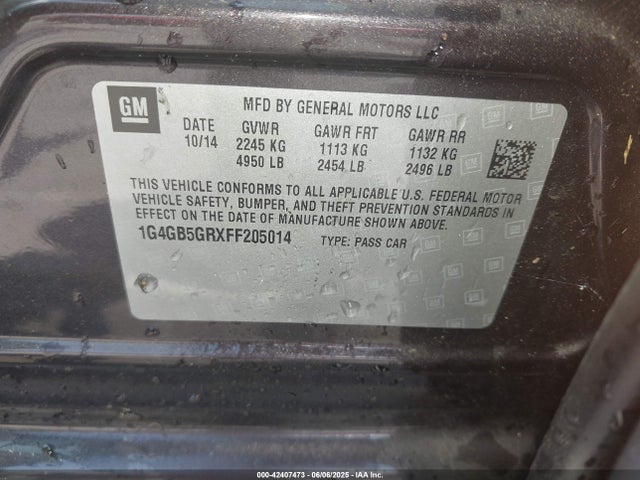 GM
MFD BY GENERAL MOTORS LLC
DATE GVWR GAWR FRT GAWR RR
10/14 2245 KG 1113 KG 1132 KG
4950 LB 2454 LB 2496 LB
THIS VEHICLE CONFORMS TO ALL APPLICABLE U.S. FEDERAL MOTOR
VEHICLE SAFETY, BUMPER, AND THEFT PREVENTION STANDARDS IN
EFFECT ON THE DATE OF MANUFACTURE SHOWN ABOVE.
1G4GB5GRXFF205014 TYPE: PASS CAR
000-42407473 - 06/06/2025 - IAA Inc.